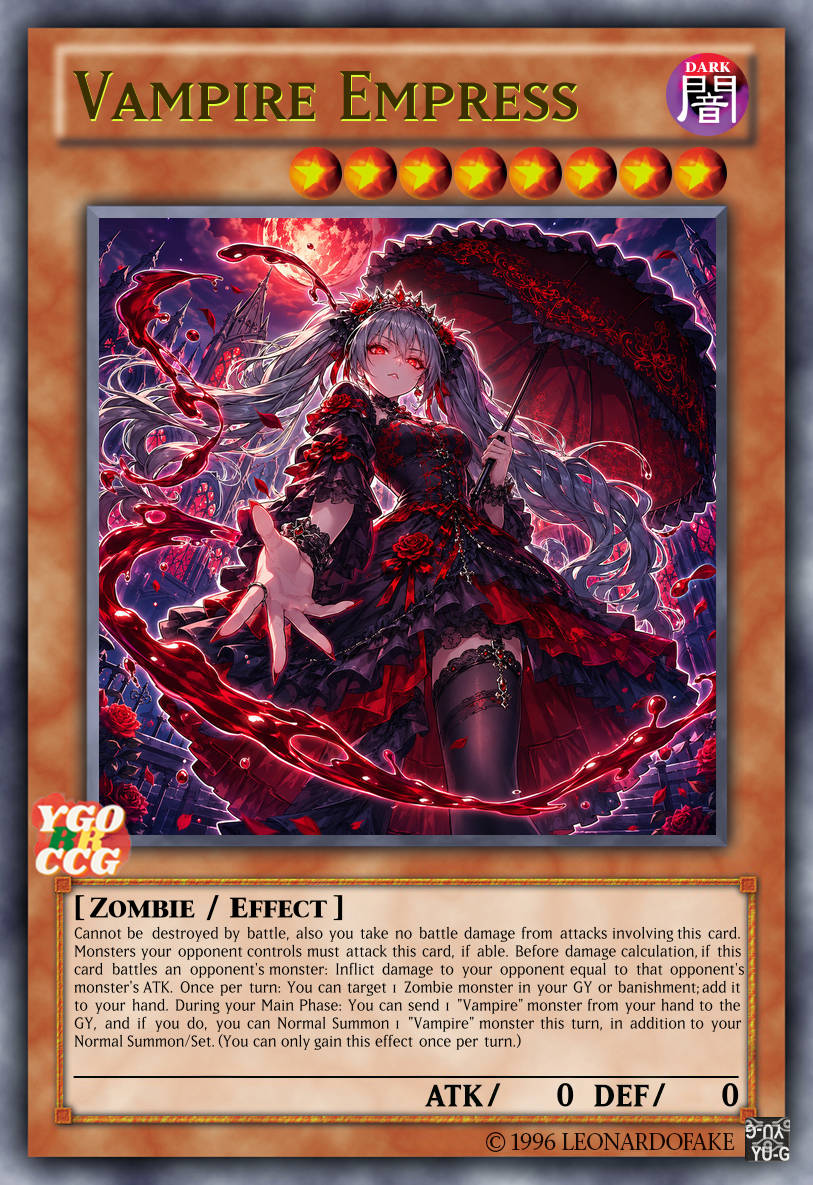 Vampire Empress
DARK
闇
YGO
BR
CCG
[ Zombie / Effect ]
Cannot be destroyed by battle, also you take no battle damage from attacks involving this card.
Monsters your opponent controls must attack this card, if able. Before damage calculation, if this
card battles an opponent's monster: Inflict damage to your opponent equal to that opponent's
monster's ATK. Once per turn: You can target 1 Zombie monster in your GY or banishment; add it
to your hand. During your Main Phase: You can send 1 "Vampire" monster from your hand to the
GY, and if you do, you can Normal Summon 1 "Vampire" monster this turn, in addition to your
Normal Summon/Set. (You can only gain this effect once per turn.)
ATK/ 0 DEF/ 0
© 1996 LEONARDOFAKE
YU-G
YU-G